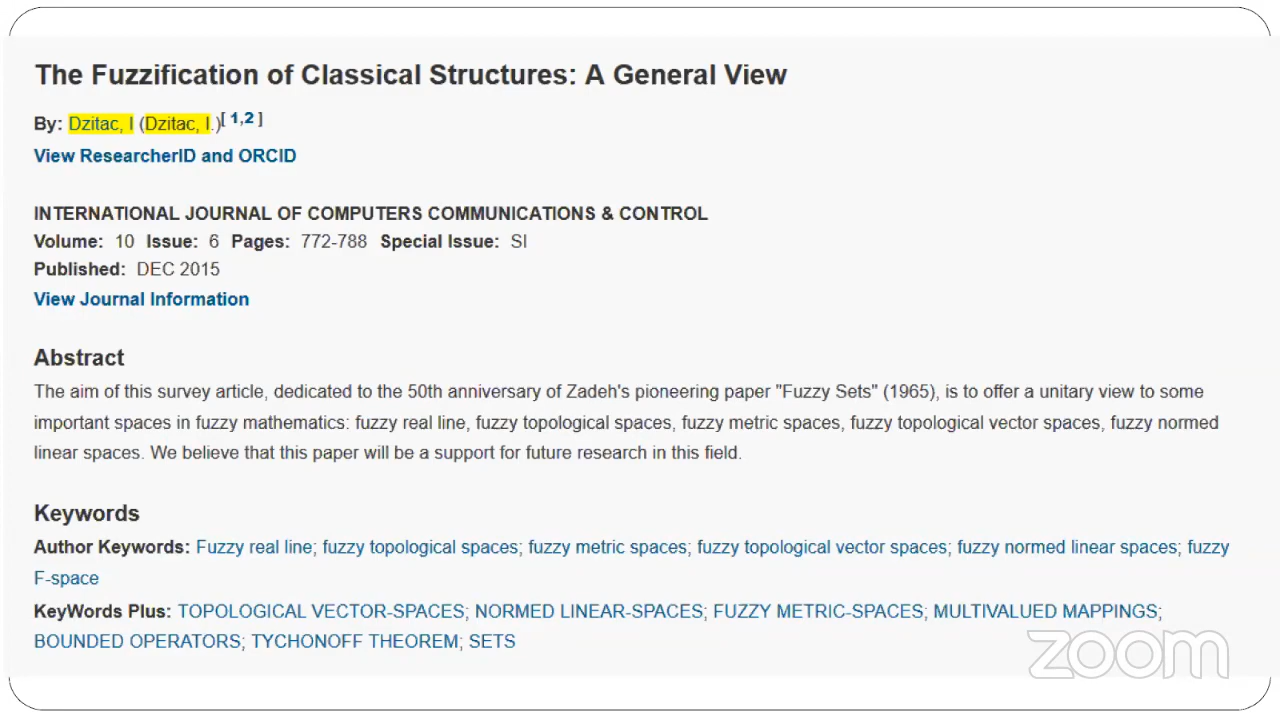 The Fuzzification of Classical Structures: A General View
By: Dzitac, I (Dzitac, I.)[ 1,2 ]
View ResearcherID and ORCID
INTERNATIONAL JOURNAL OF COMPUTERS COMMUNICATIONS & CONTROL
Volume: 10 Issue: 6 Pages: 772-788 Special Issue: SI
Published: DEC 2015
View Journal Information
Abstract
The aim of this survey article, dedicated to the 50th anniversary of Zadeh's pioneering paper "Fuzzy Sets" (1965), is to offer a unitary view to some
important spaces in fuzzy mathematics: fuzzy real line, fuzzy topological spaces, fuzzy metric spaces, fuzzy topological vector spaces, fuzzy normed
linear spaces. We believe that this paper will be a support for future research in this field.
Keywords
Author Keywords: Fuzzy real line; fuzzy topological spaces; fuzzy metric spaces; fuzzy topological vector spaces; fuzzy normed linear spaces; fuzzy
F-space
KeyWords Plus: TOPOLOGICAL VECTOR-SPACES; NORMED LINEAR-SPACES; FUZZY METRIC-SPACES; MULTIVALUED MAPPINGS;
BOUNDED OPERATORS; TYCHONOFF THEOREM; SETS
zoom